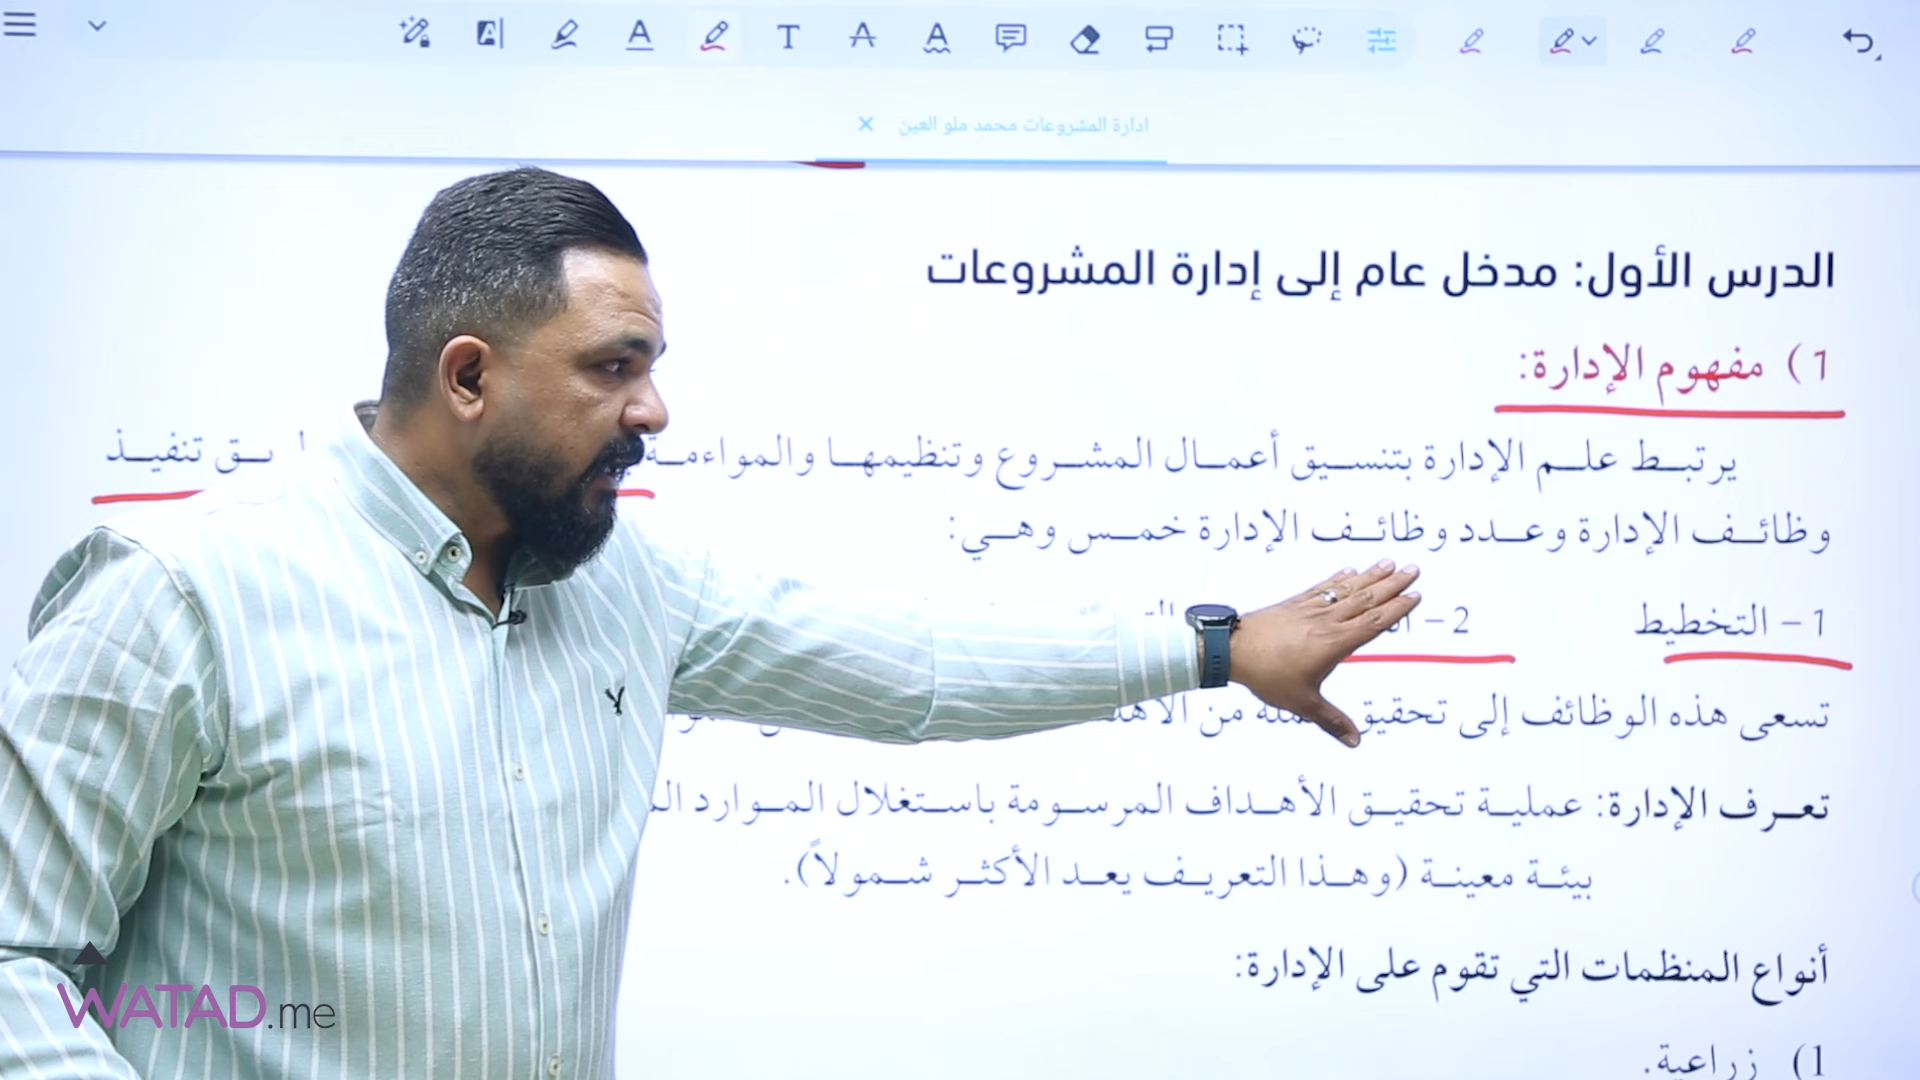 ادارة المشروعات محمد ملو العين
الدرس الأول: مدخل عام إلى إدارة المشروعات
1) مفهوم الإدارة:
يرتبط علم الإدارة بتنسيق أعمال المشروع وتنظيمها والمواءمة تنفيذ
وظائف الإدارة وعدد وظائف الإدارة خمس وهي:
1- التخطيط 2-
تسعى هذه الوظائف إلى تحقيق من
تعرف الإدارة: عملية تحقيق الأهداف المرسومة باستغلال الموارد
بيئة معينة (وهذا التعريف يعد الأكثر شمولاً).
أنواع المنظمات التي تقوم على الإدارة:
1) زراعية.
WATAD.me